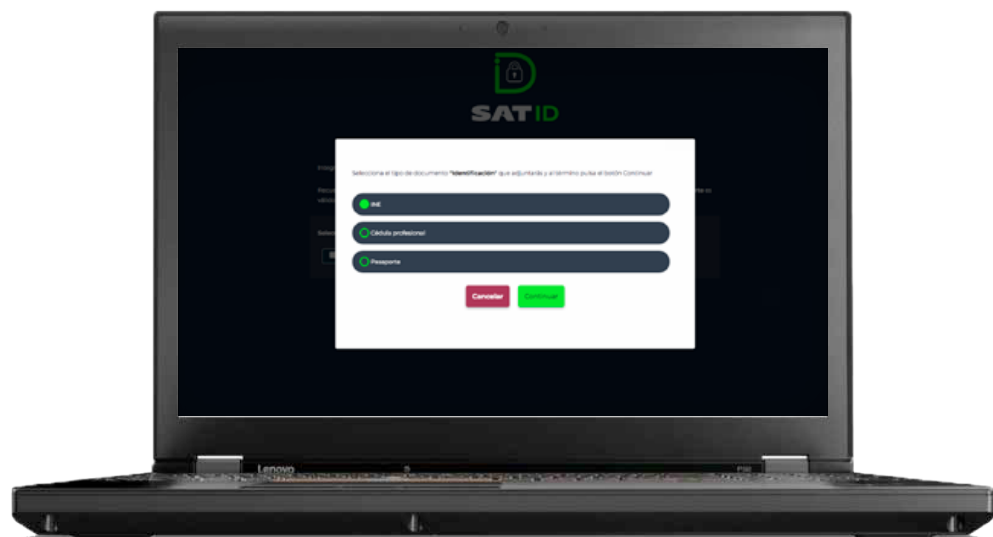 SAT ID
Selecciona el tipo de documento "Identificación" que adjuntarás y al término pulsa el botón Continuar
INE
Cédula profesional
Pasaporte
Cancelar Continuar
Lenovo